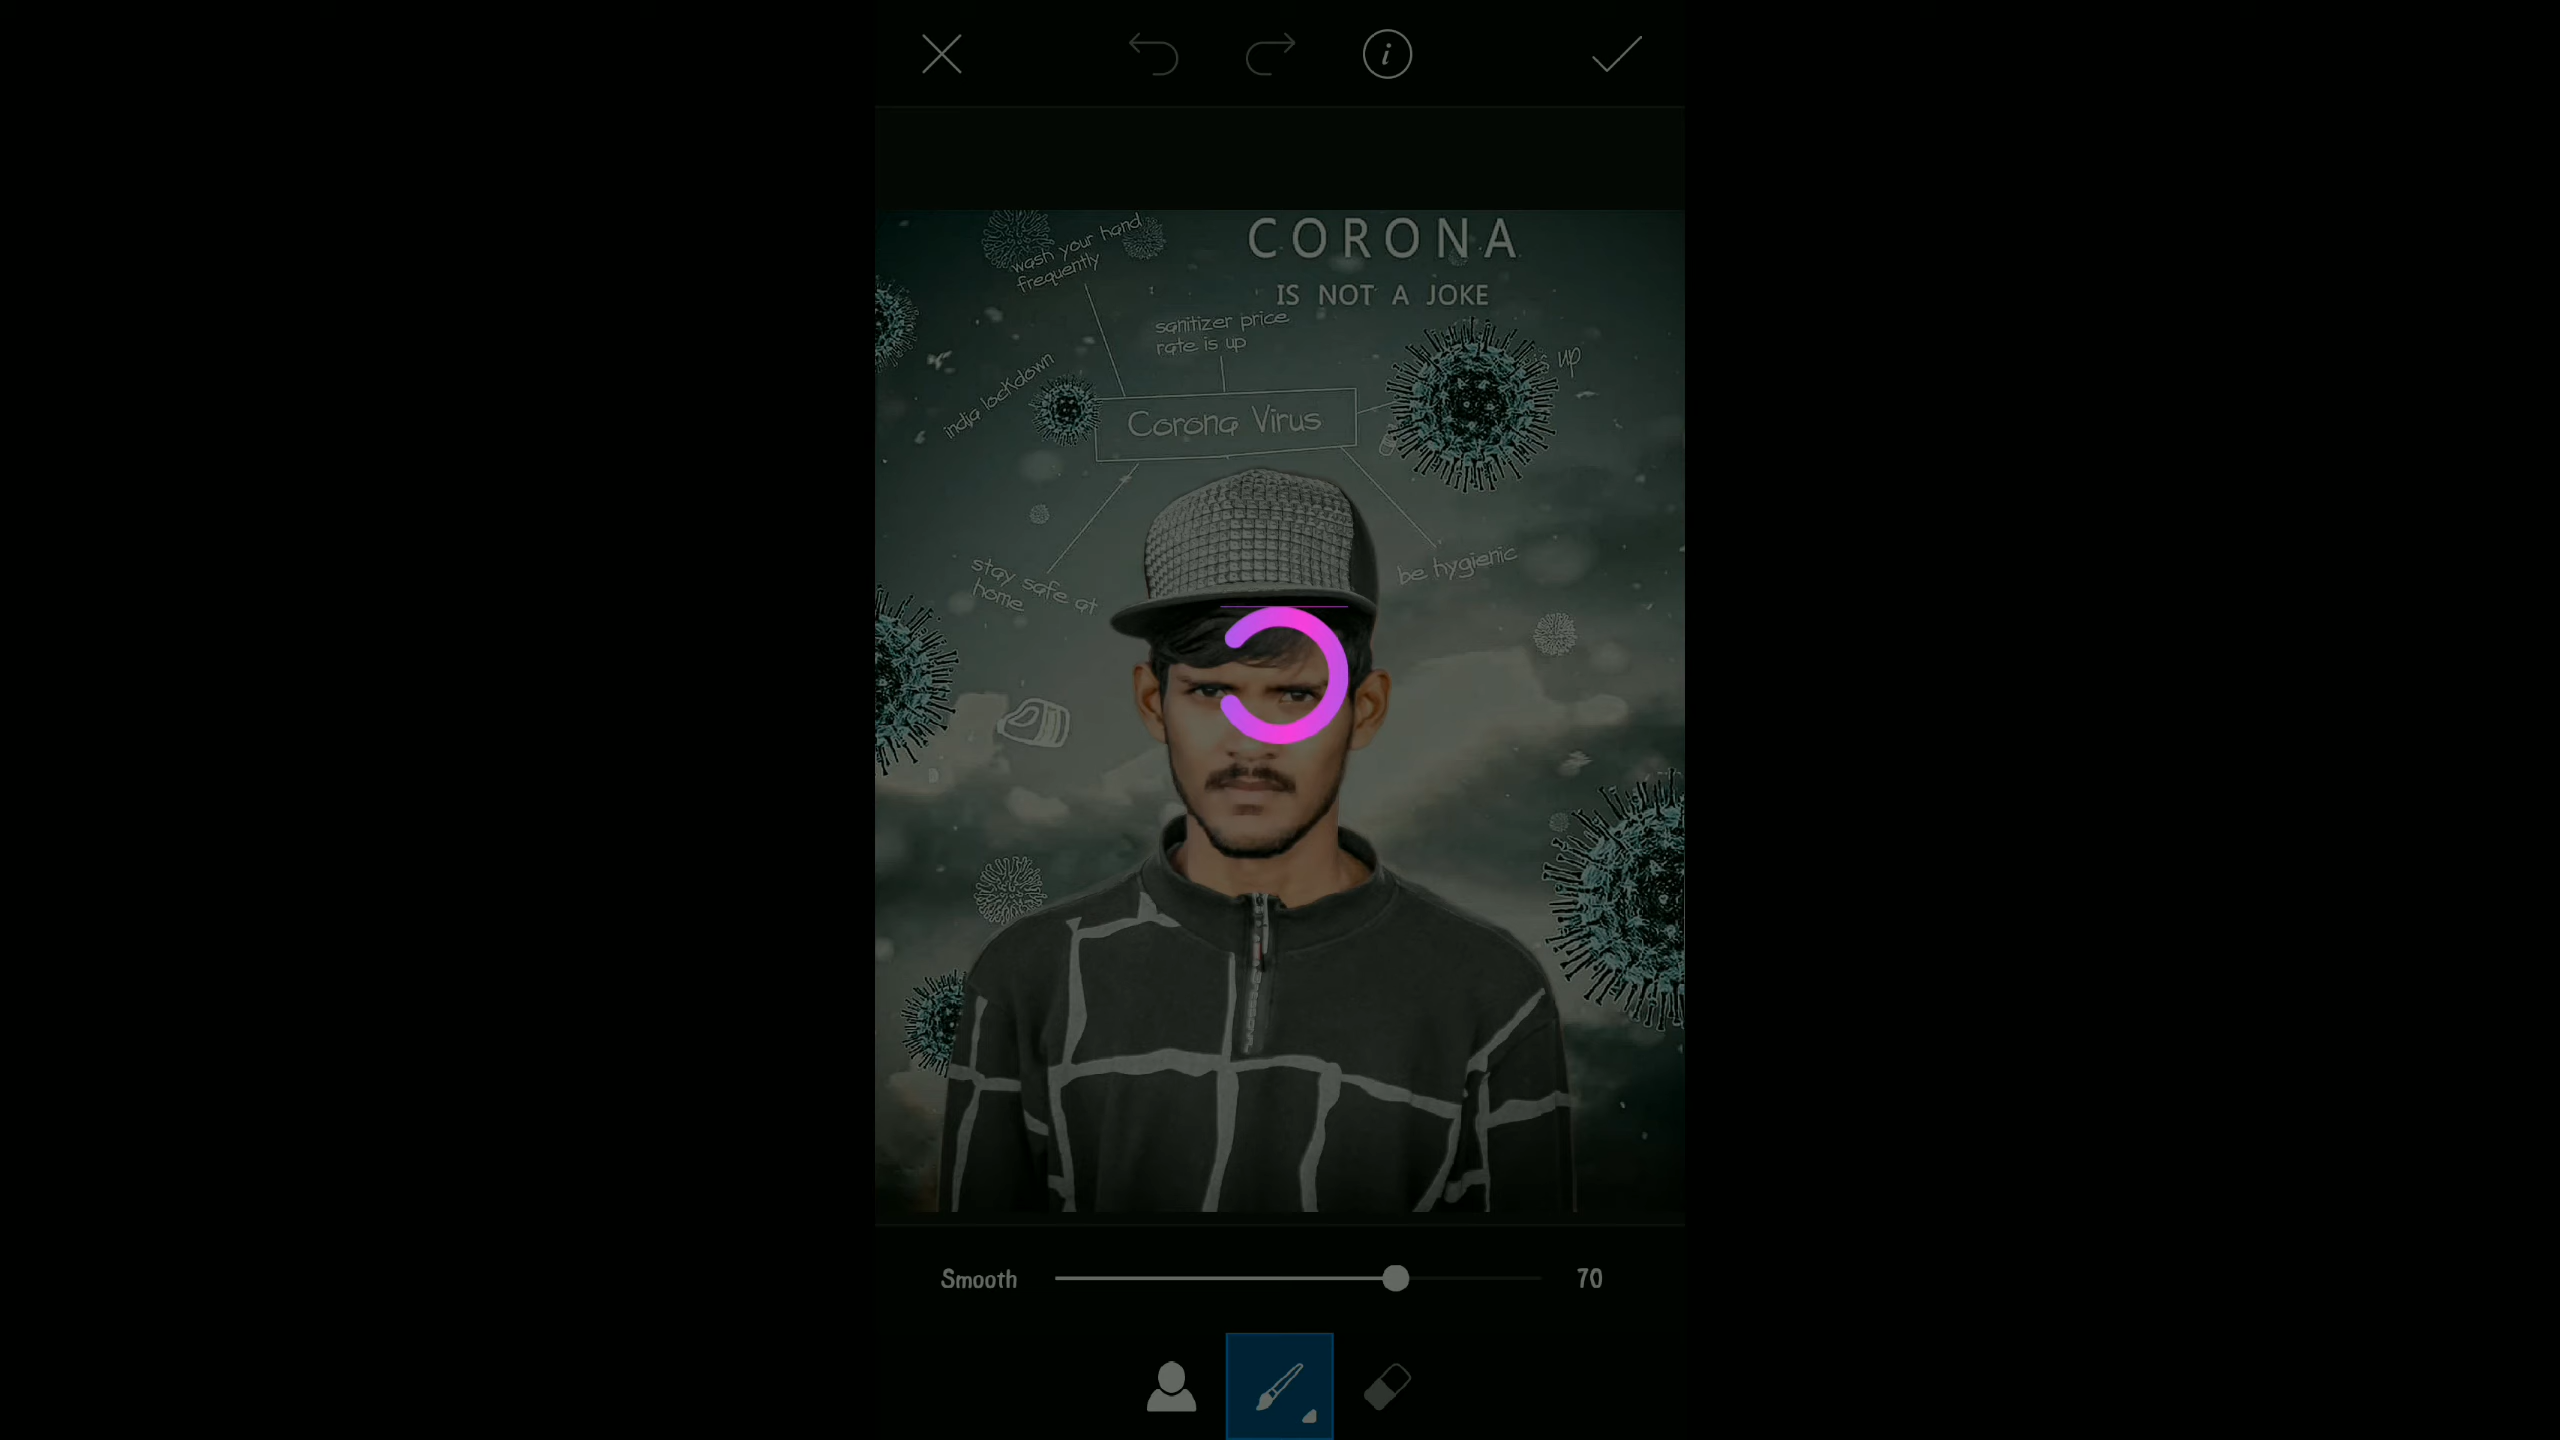 CORONA
IS NOT A JOKE
wash your hand
frequently
sanitizer price
rate is up
is up
india lockdown
Corona Virus
stay safe at
home
be hygienic
Smooth
70